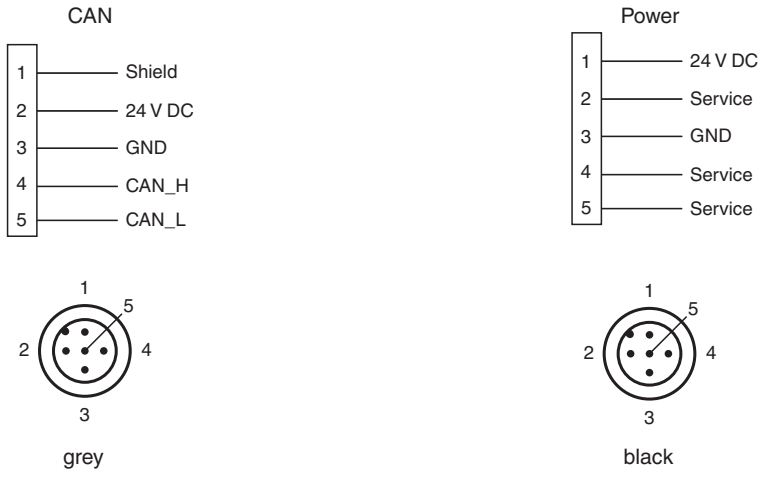 CAN
1 Shield
2 24 V DC
3 GND
4 CAN_H
5 CAN_L
1
5
2
4
3
grey
Power
1 24 V DC
2 Service
3 GND
4 Service
5 Service
1
5
2
4
3
black